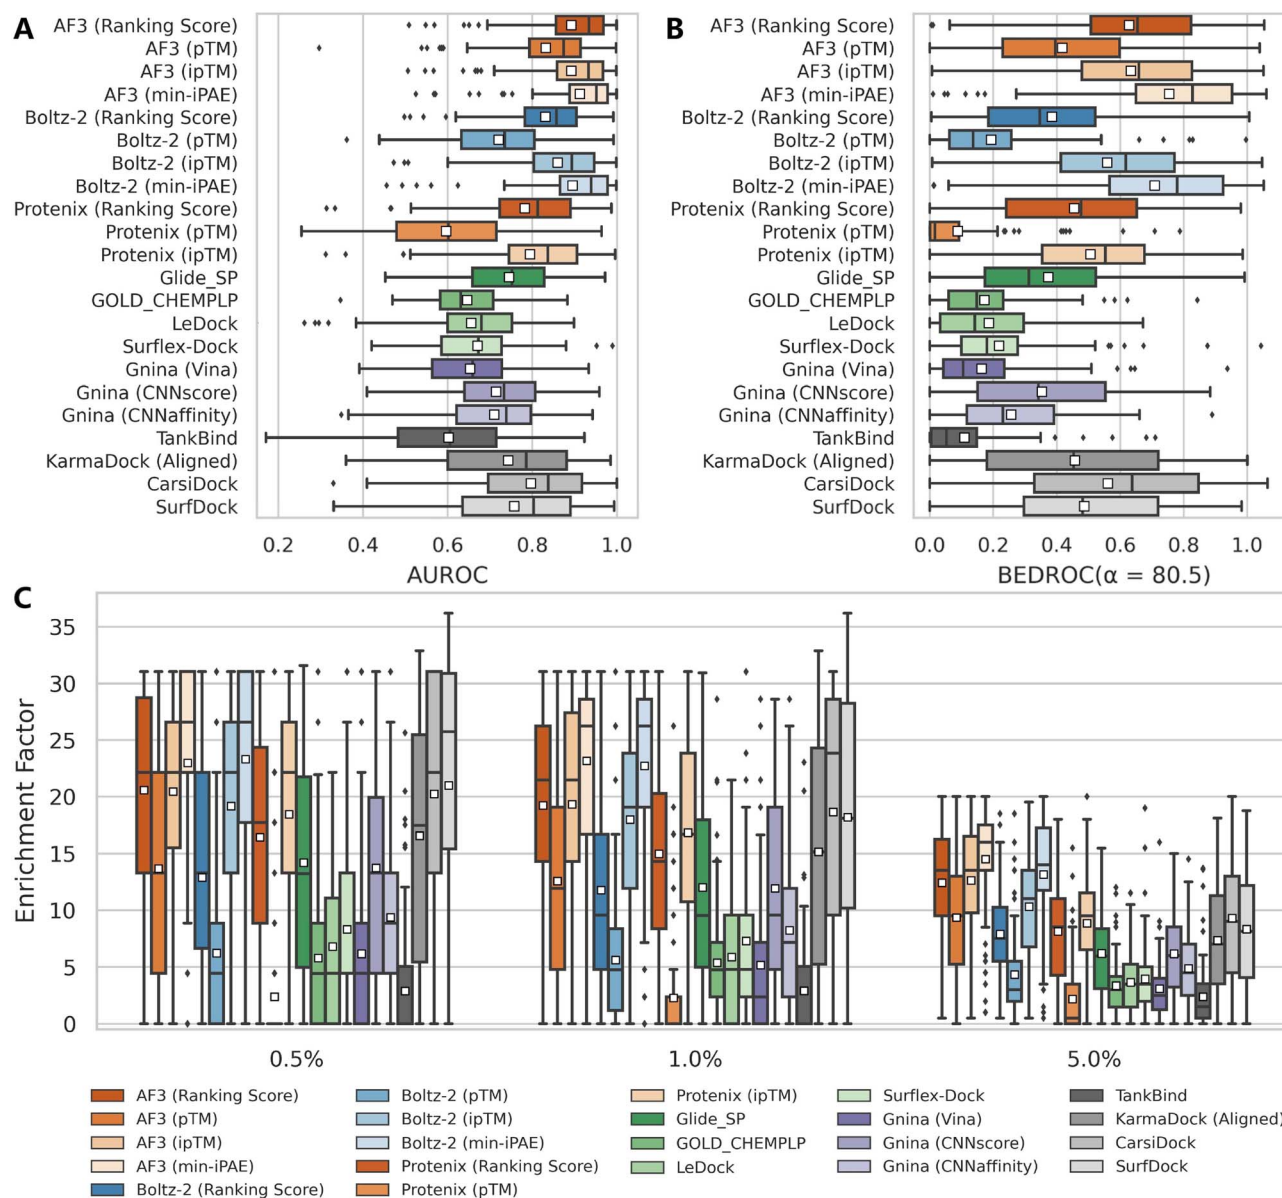 A
AF3 (Ranking Score)
AF3 (pTM)
AF3 (ipTM)
AF3 (min-iPAE)
Boltz-2 (Ranking Score)
Boltz-2 (pTM)
Boltz-2 (ipTM)
Boltz-2 (min-iPAE)
Protenix (Ranking Score)
Protenix (pTM)
Protenix (ipTM)
Glide_SP
GOLD_CHEMPLP
LeDock
Surflex-Dock
Gnina (Vina)
Gnina (CNNscore)
Gnina (CNNaffinity)
TankBind
KarmaDock (Aligned)
CarsiDock
SurfDock
0.2 0.4 0.6 0.8 1.0
AUROC
B
AF3 (Ranking Score)
AF3 (pTM)
AF3 (ipTM)
AF3 (min-iPAE)
Boltz-2 (Ranking Score)
Boltz-2 (pTM)
Boltz-2 (ipTM)
Boltz-2 (min-iPAE)
Protenix (Ranking Score)
Protenix (pTM)
Protenix (ipTM)
Glide_SP
GOLD_CHEMPLP
LeDock
Surflex-Dock
Gnina (Vina)
Gnina (CNNscore)
Gnina (CNNaffinity)
TankBind
KarmaDock (Aligned)
CarsiDock
SurfDock
0.0 0.2 0.4 0.6 0.8 1.0
BEDROC(α = 80.5)
C
Enrichment Factor
35
30
25
20
15
10
5
0
0.5% 1.0% 5.0%
AF3 (Ranking Score)
AF3 (pTM)
AF3 (ipTM)
AF3 (min-iPAE)
Boltz-2 (Ranking Score)
Boltz-2 (pTM)
Boltz-2 (ipTM)
Boltz-2 (min-iPAE)
Protenix (Ranking Score)
Protenix (pTM)
Protenix (ipTM)
Glide_SP
GOLD_CHEMPLP
LeDock
Surflex-Dock
Gnina (Vina)
Gnina (CNNscore)
Gnina (CNNaffinity)
TankBind
KarmaDock (Aligned)
CarsiDock
SurfDock